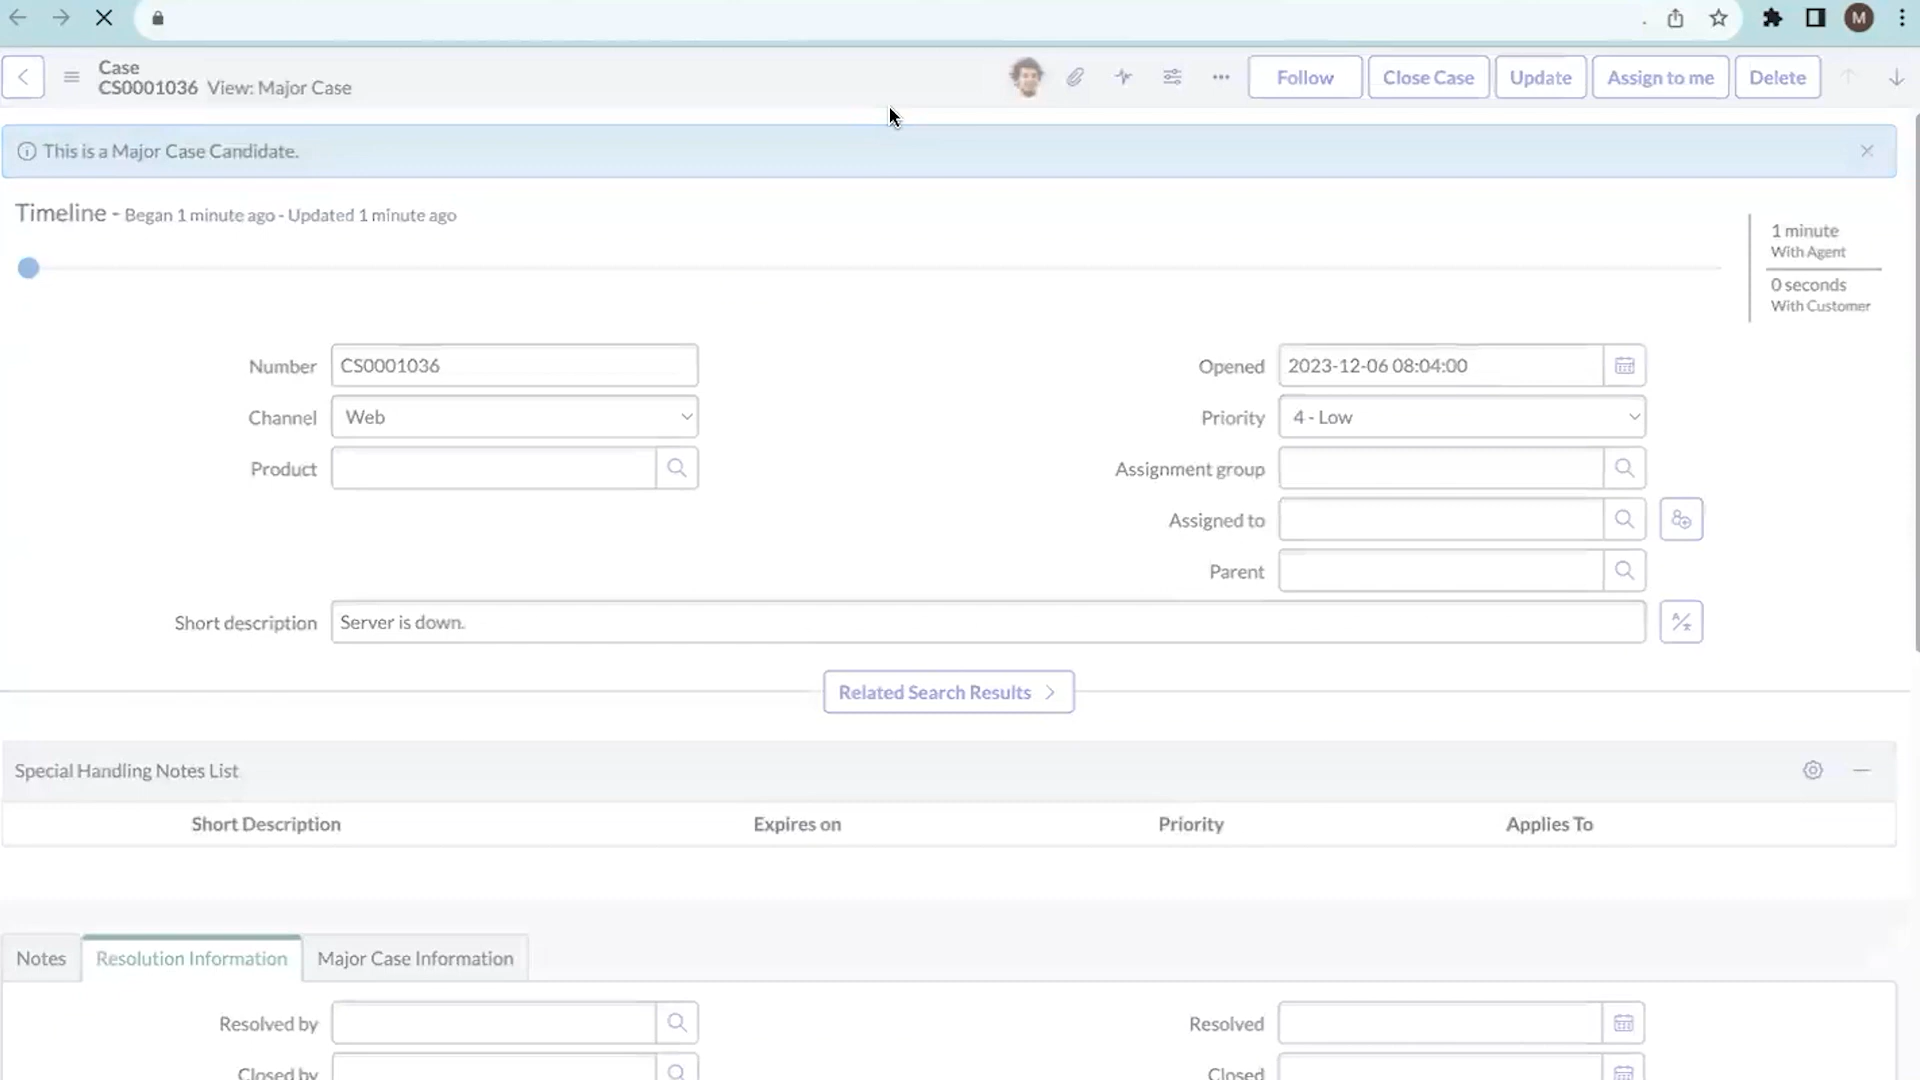 M
Case
CS0001036 View: Major Case
Follow
Close Case
Update
Assign to me
Delete
This is a Major Case Candidate.
Timeline - Began 1 minute ago - Updated 1 minute ago
1 minute
With Agent
0 seconds
With Customer
Number CS0001036
Opened 2023-12-06 08:04:00
Channel Web
Priority 4 - Low
Product
Assignment group
Assigned to
Parent
Short description Server is down.
Related Search Results
Special Handling Notes List
Short Description Expires on Priority Applies To
Notes Resolution Information Major Case Information
Resolved by
Resolved
Closed by
Closed